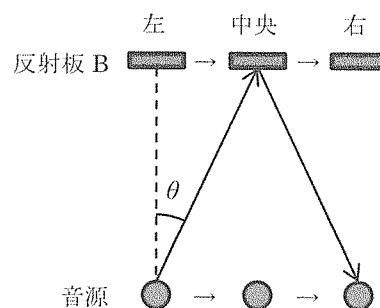 左 中央 右
反射板 B → →
θ
音源 → →